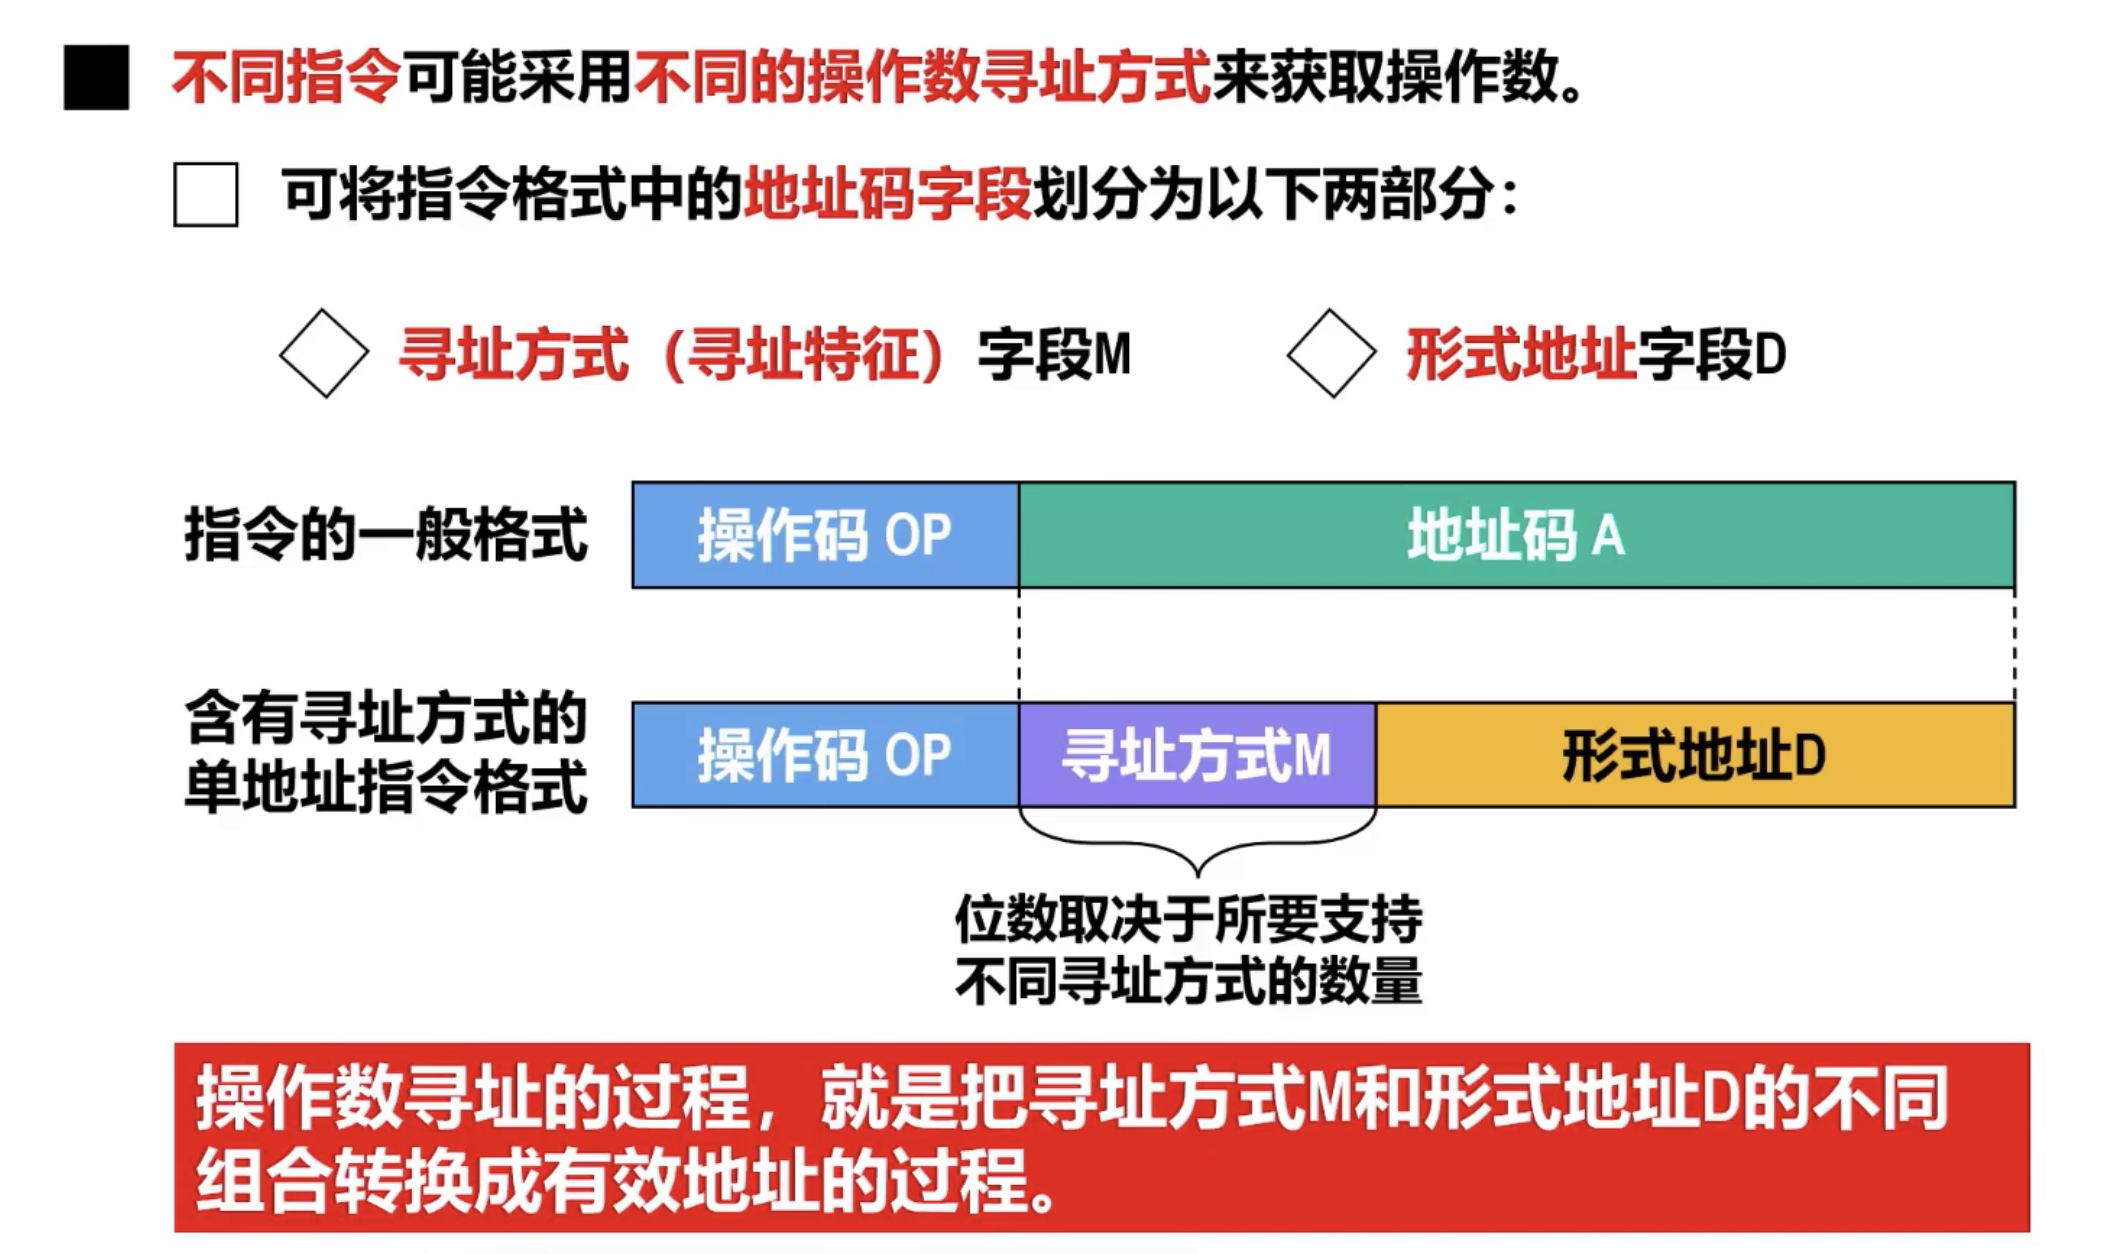 不同指令可能采用不同的操作数寻址方式来获取操作数。
可将指令格式中的地址码字段划分为以下两部分：
寻址方式（寻址特征）字段M
形式地址字段D
指令的一般格式
操作码 OP
地址码 A
含有寻址方式的
单地址指令格式
操作码 OP
寻址方式M
形式地址D
位数取决于所要支持
不同寻址方式的数量
操作数寻址的过程，就是把寻址方式M和形式地址D的不同
组合转换成有效地址的过程。